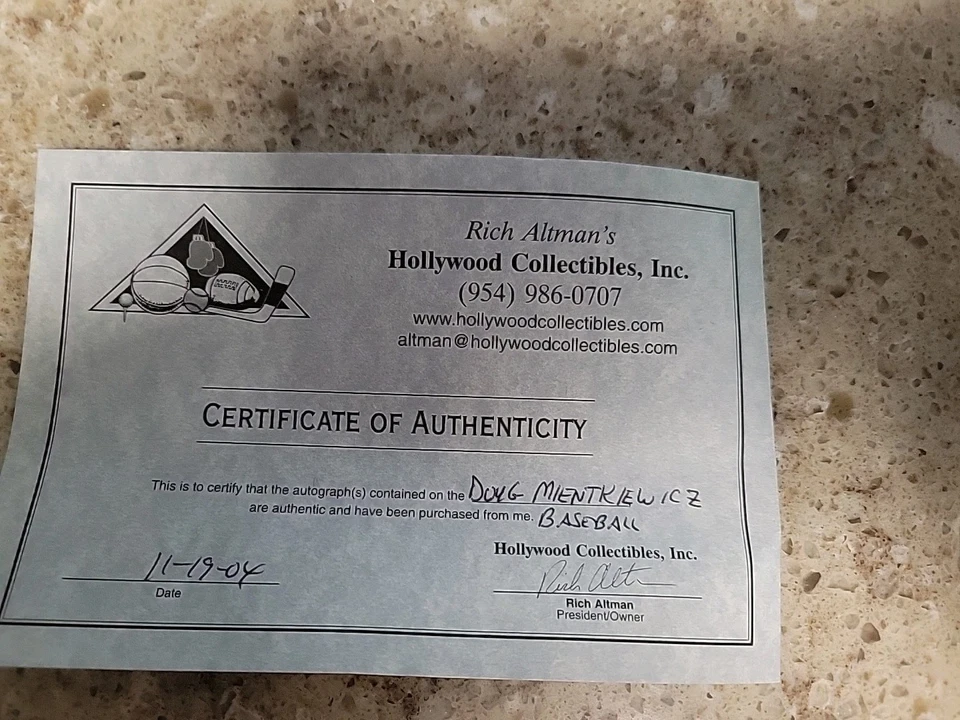 Rich Altman's
Hollywood Collectibles, Inc.
(954) 986-0707
www.hollywoodcollectibles.com
altman@hollywoodcollectibles.com
CERTIFICATE OF AUTHENTICITY
This is to certify that the autograph(s) contained on the DOUG MIENTKIEWICZ
are authentic and have been purchased from me. BASEBALL
Hollywood Collectibles, Inc.
11-19-04
Rich Altman
Date
Rich Altman
President/Owner